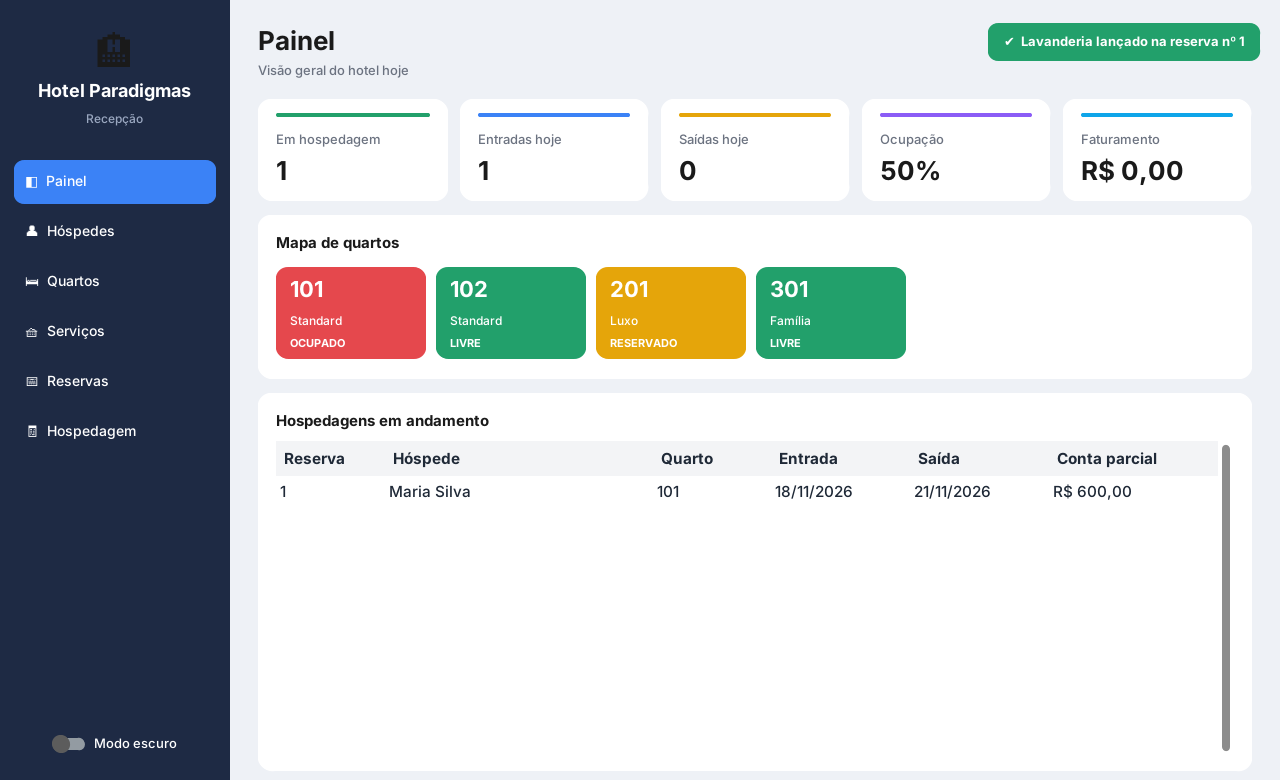 Hotel Paradigmas
Recepção
Painel
Hóspedes
Quartos
Serviços
Reservas
Hospedagem
Modo escuro
Painel
Visão geral do hotel hoje
✔ Lavanderia lançado na reserva nº 1
Em hospedagem
1
Entradas hoje
1
Saídas hoje
0
Ocupação
50%
Faturamento
R$ 0,00
Mapa de quartos
101
Standard
OCUPADO
102
Standard
LIVRE
201
Luxo
RESERVADO
301
Família
LIVRE
Hospedagens em andamento
Reserva Hóspede Quarto Entrada Saída Conta parcial
1 Maria Silva 101 18/11/2026 21/11/2026 R$ 600,00